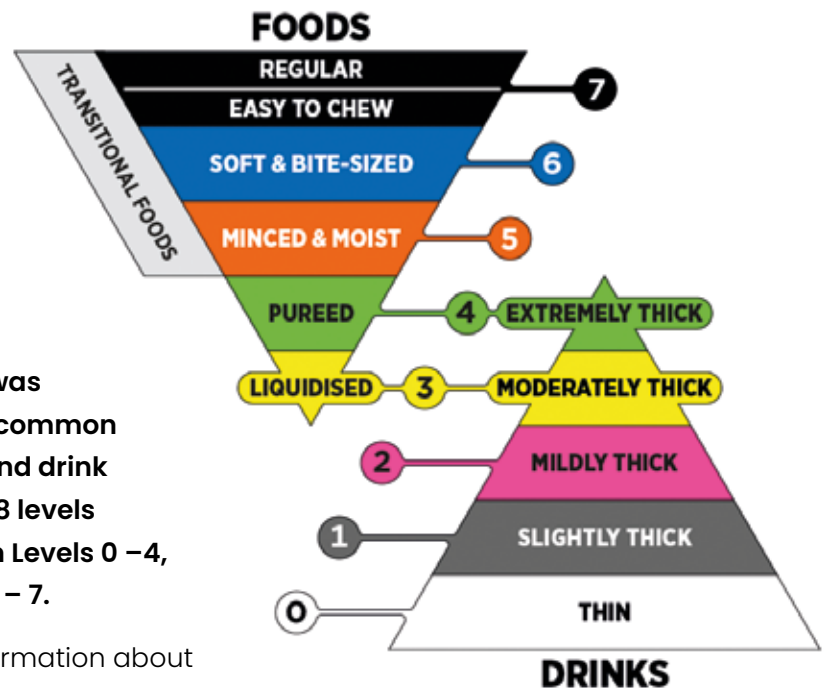 FOODS
REGULAR
EASY TO CHEW
7
TRANSITIONAL FOODS
SOFT & BITE-SIZED
6
MINCED & MOIST
5
PUREED
4
EXTREMELY THICK
LIQUIDISED
3
MODERATELY THICK
2
MILDLY THICK
1
SLIGHTLY THICK
0
THIN
DRINKS
was
common
nd drink
8 levels
Levels 0 –4,
– 7.
rmation about